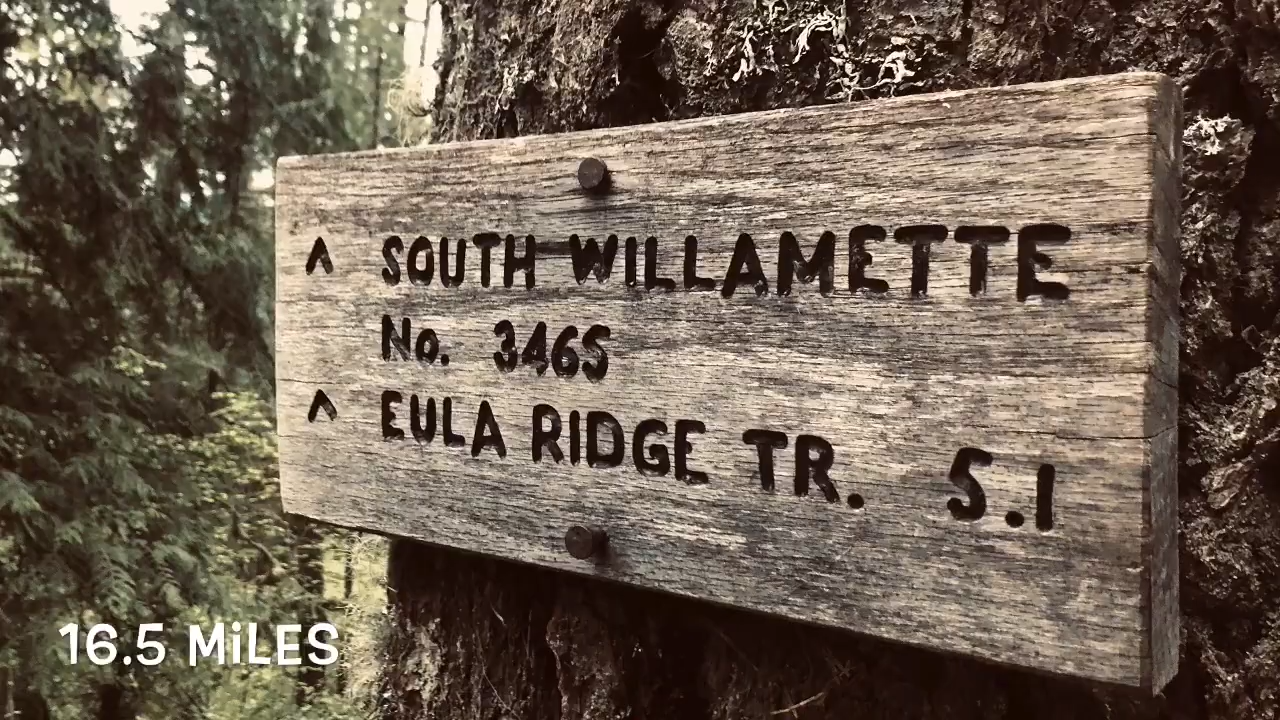 ^ SOUTH WILLAMETTE
No. 3465
^ EULA RIDGE TR. 5.1
16.5 MiLES